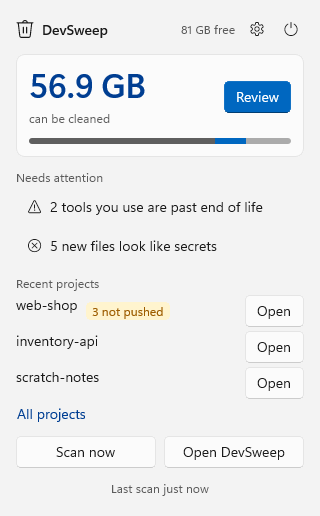 DevSweep 81 GB free
56.9 GB
Review
can be cleaned
Needs attention
2 tools you use are past end of life
5 new files look like secrets
Recent projects
web-shop 3 not pushed Open
inventory-api Open
scratch-notes Open
All projects
Scan now Open DevSweep
Last scan just now